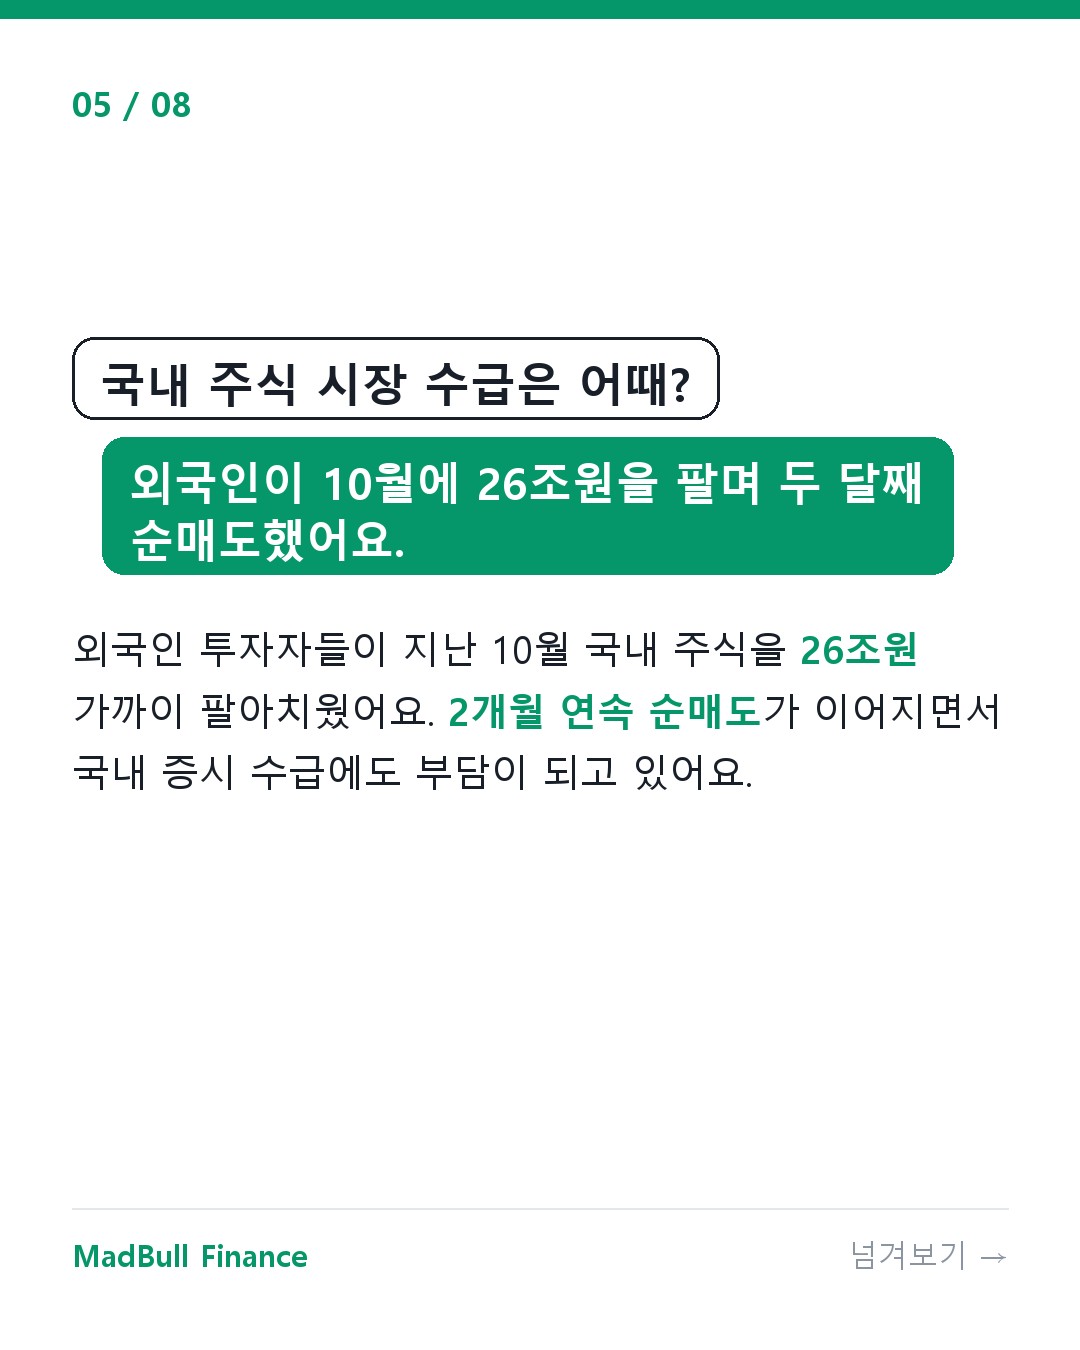 05 / 08
국내 주식 시장 수급은 어때?
외국인이 10월에 26조원을 팔며 두 달째
순매도했어요.
외국인 투자자들이 지난 10월 국내 주식을 26조원
가까이 팔아치웠어요. 2개월 연속 순매도가 이어지면서
국내 증시 수급에도 부담이 되고 있어요.
MadBull Finance
넘겨보기 →